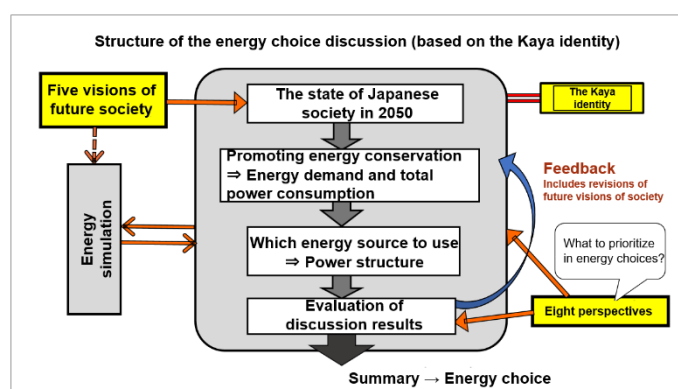 Structure of the energy choice discussion (based on the Kaya identity)
Five visions of
future society
The state of Japanese
society in 2050
The Kaya
identity
Promoting energy conservation
⇒ Energy demand and total
power consumption
Feedback
Includes revisions of
future visions of society
Energy
simulation
Which energy source to use
⇒ Power structure
What to prioritize
in energy choices?
Evaluation of
discussion results
Eight perspectives
Summary → Energy choice